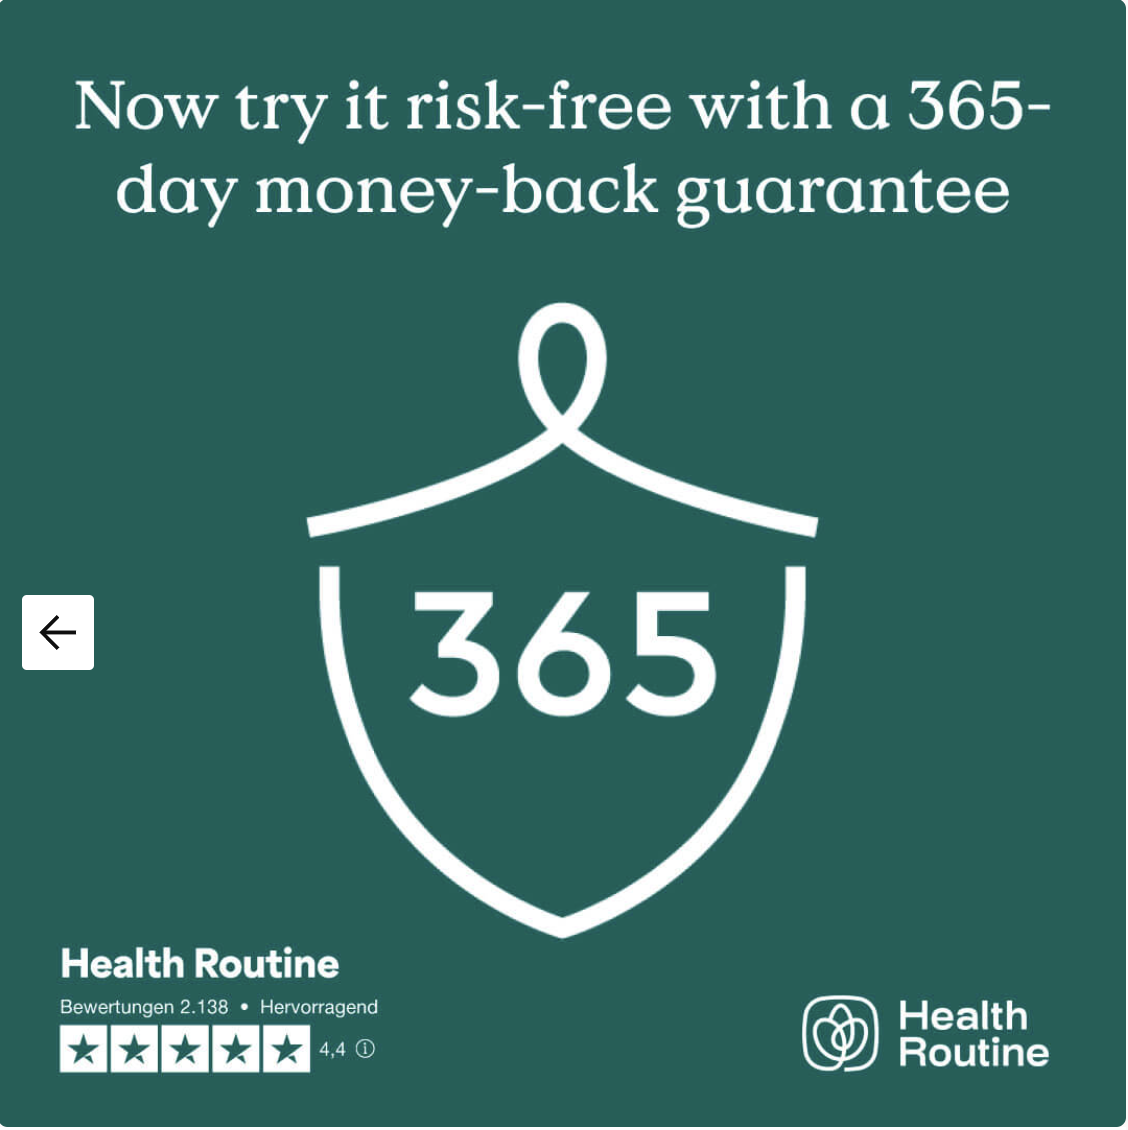 Now try it risk-free with a 365-
day money-back guarantee
365
Health Routine
Bewertungen 2.138 • Hervorragend
4,4
Health
Routine